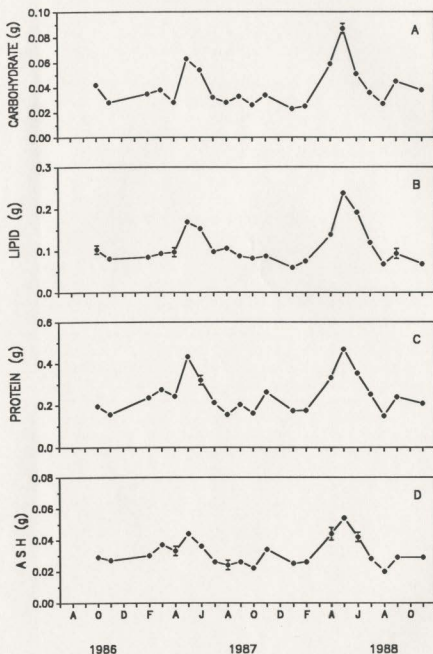 A
CARBOHYDRATE (g)
0.10
0.08
0.06
0.04
0.02
0.00
B
LIPID (g)
0.3
0.2
0.1
0.0
C
PROTEIN (g)
0.6
0.4
0.2
0.0
D
ASH (g)
0.08
0.06
0.04
0.02
0.00
A O D F A J A O D F A J A O
1986 1987 1988